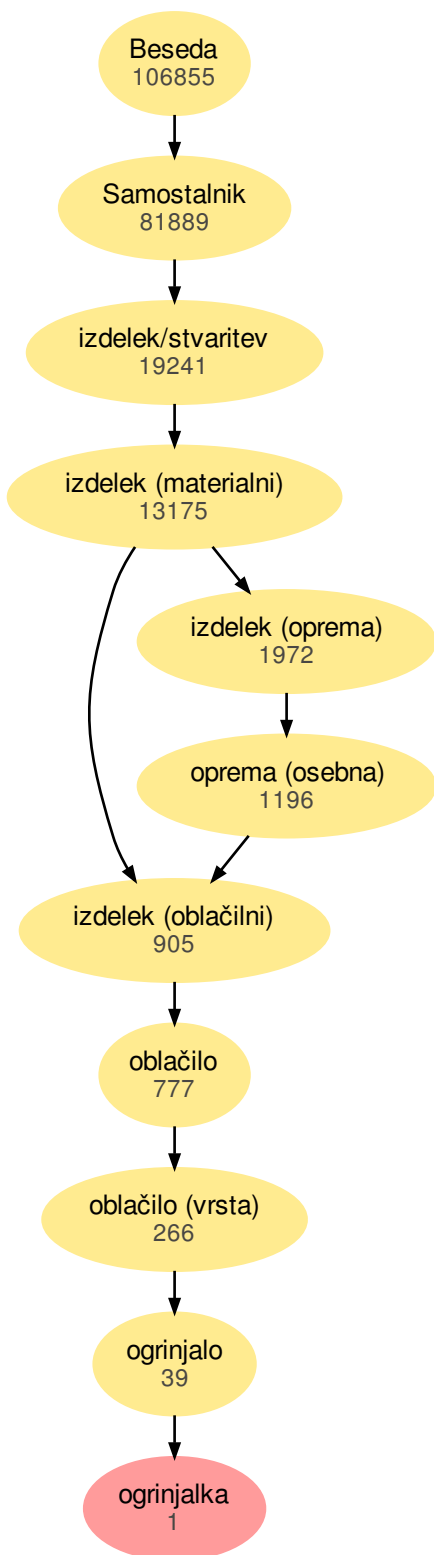 Beseda
106855
Samostalnik
81889
izdelek/stvaritev
19241
izdelek (materialni)
13175
izdelek (oprema)
1972
oprema (osebna)
1196
izdelek (oblačilni)
905
oblačilo
777
oblačilo (vrsta)
266
ogrinjalo
39
ogrinjalka
1